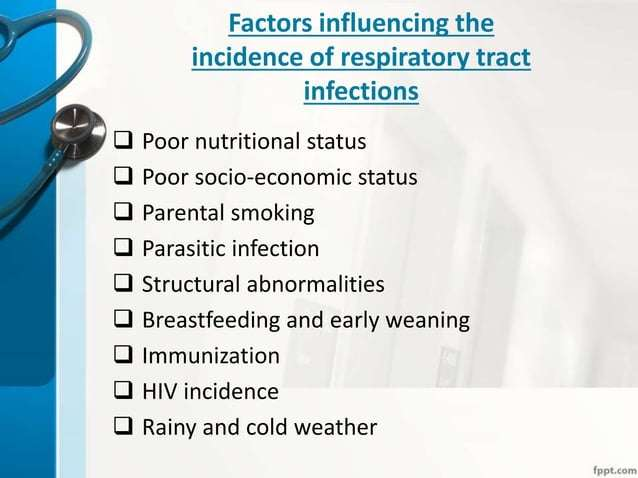 Factors influencing the
incidence of respiratory tract
infections
Poor nutritional status
Poor socio-economic status
Parental smoking
Parasitic infection
Structural abnormalities
Breastfeeding and early weaning
Immunization
HIV incidence
Rainy and cold weather
fppt.com